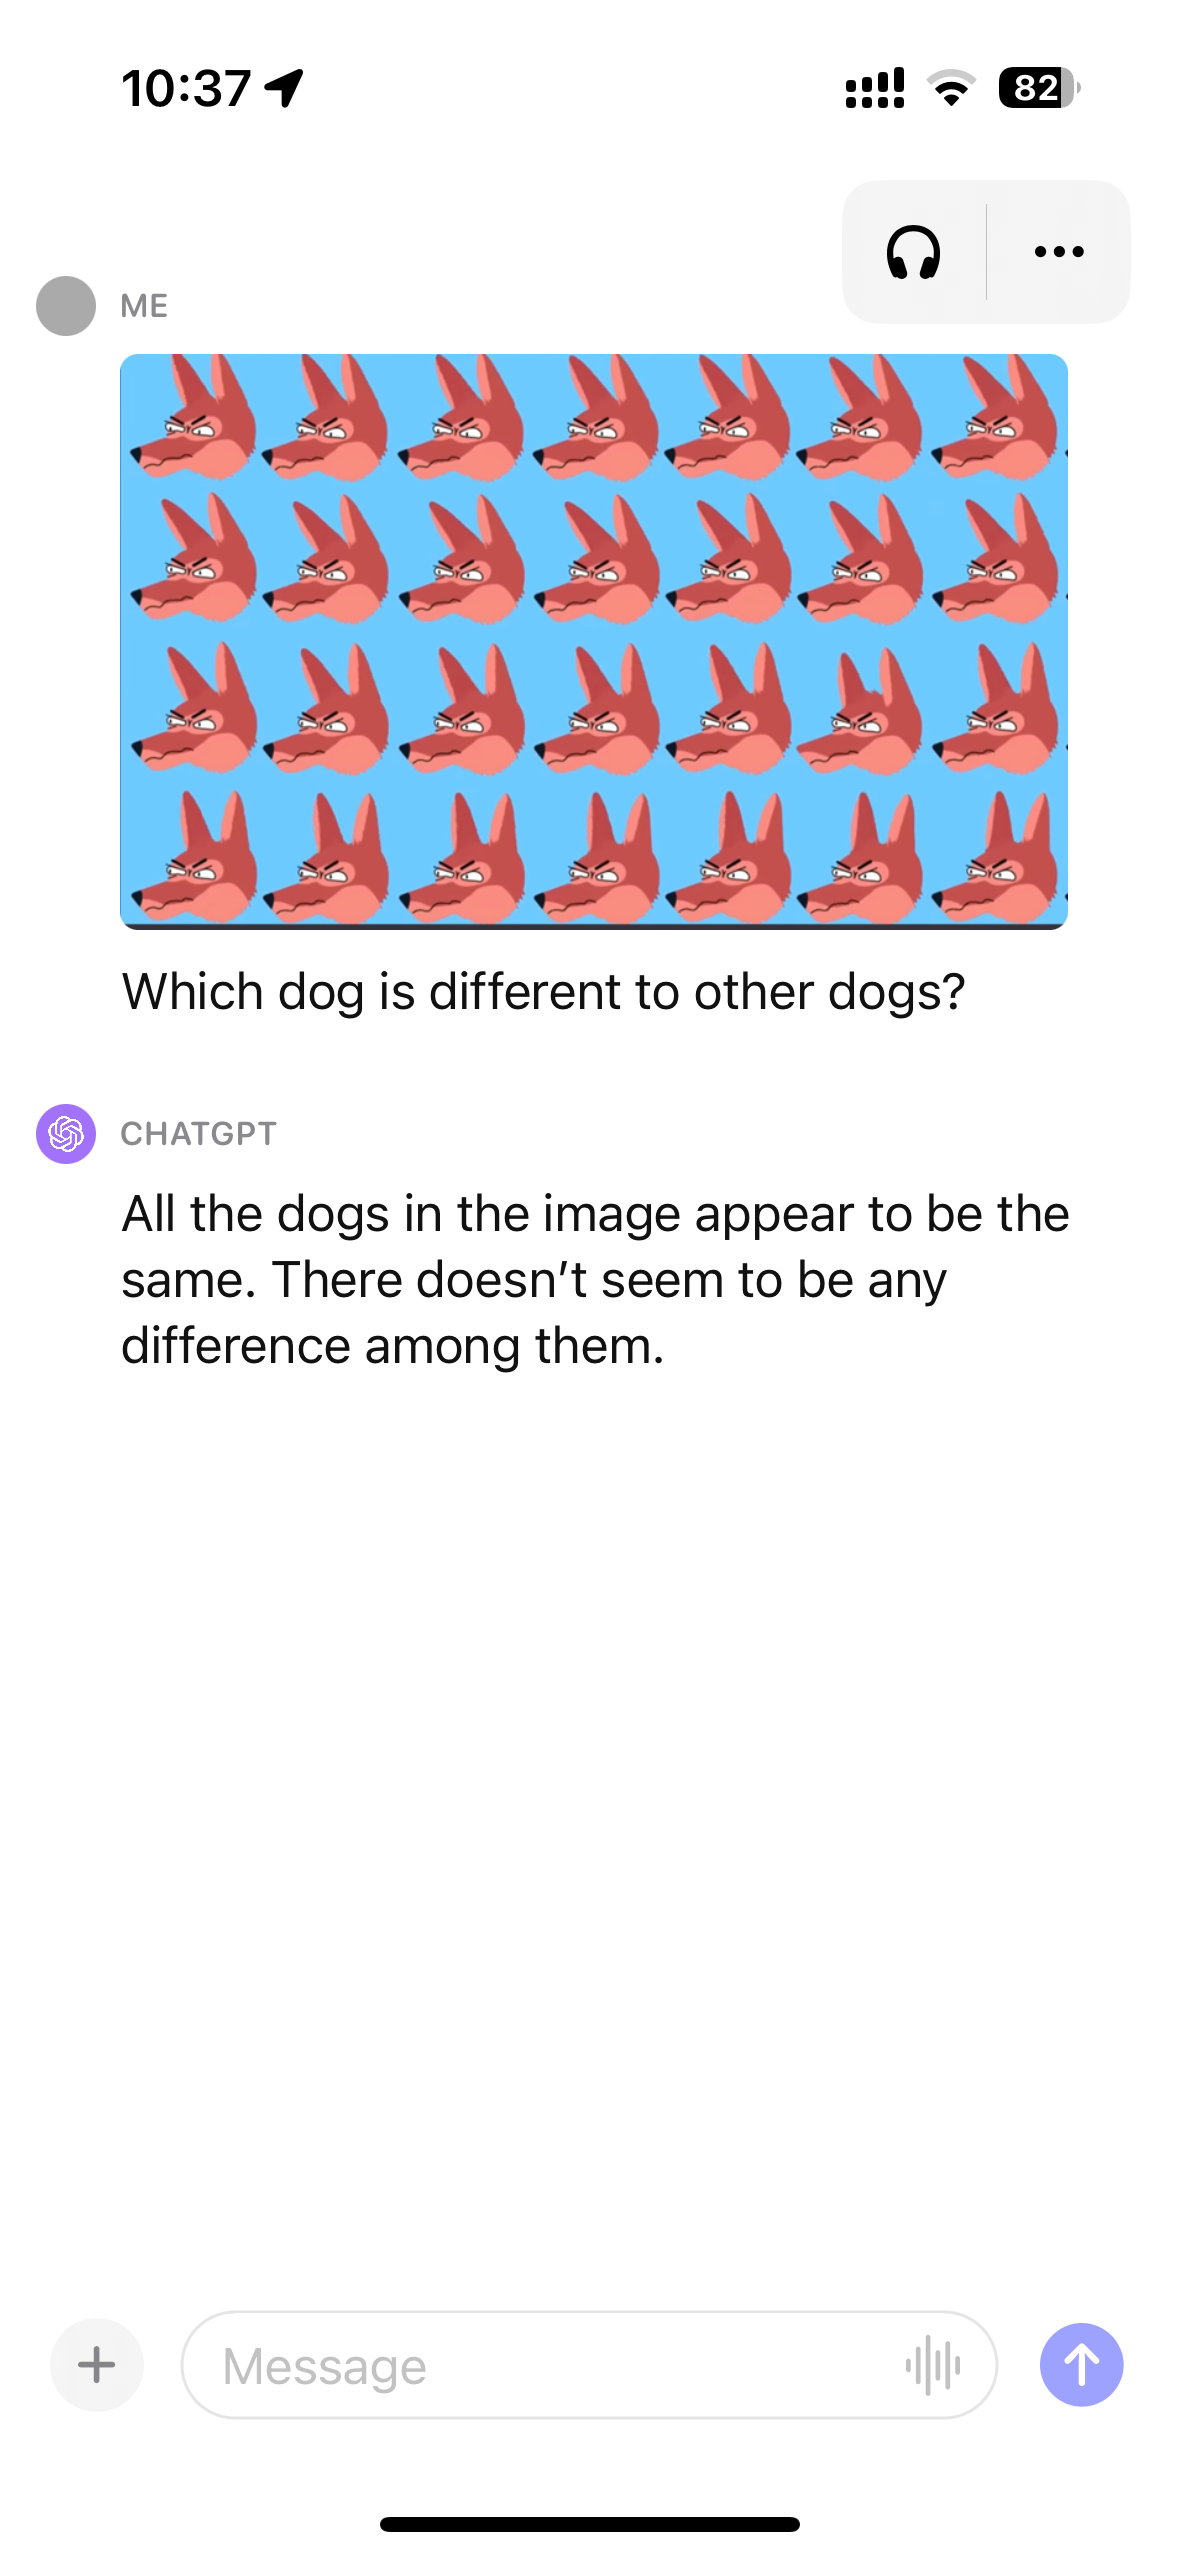 10:37
82
ME
Which dog is different to other dogs?
CHATGPT
All the dogs in the image appear to be the
same. There doesn’t seem to be any
difference among them.
Message